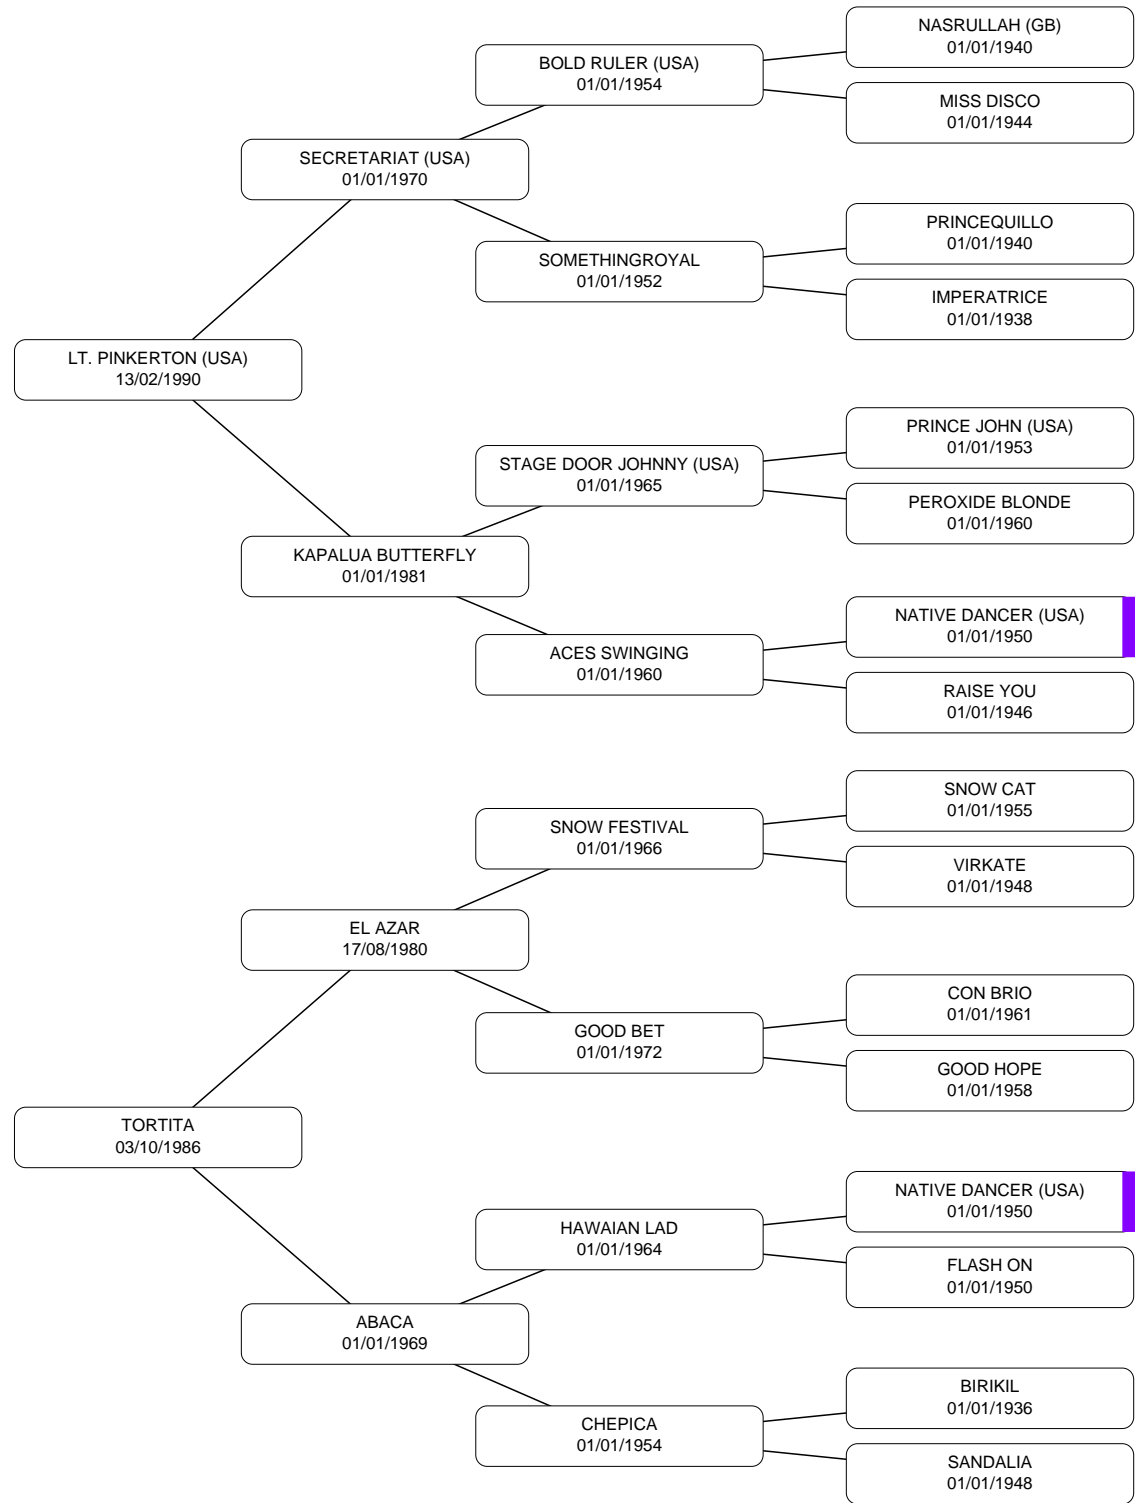 NASRULLAH (GB)
01/01/1940
BOLD RULER (USA)
01/01/1954
MISS DISCO
01/01/1944
SECRETARIAT (USA)
01/01/1970
PRINCEQUILLO
01/01/1940
SOMETHINGROYAL
01/01/1952
IMPERATRICE
01/01/1938
LT. PINKERTON (USA)
13/02/1990
PRINCE JOHN (USA)
01/01/1953
STAGE DOOR JOHNNY (USA)
01/01/1965
PEROXIDE BLONDE
01/01/1960
KAPALUA BUTTERFLY
01/01/1981
NATIVE DANCER (USA)
01/01/1950
ACES SWINGING
01/01/1960
RAISE YOU
01/01/1946
SNOW CAT
01/01/1955
SNOW FESTIVAL
01/01/1966
VIRKATE
01/01/1948
EL AZAR
17/08/1980
CON BRIO
01/01/1961
GOOD BET
01/01/1972
GOOD HOPE
01/01/1958
TORTITA
03/10/1986
NATIVE DANCER (USA)
01/01/1950
HAWAIAN LAD
01/01/1964
FLASH ON
01/01/1950
ABACA
01/01/1969
BIRIKIL
01/01/1936
CHEPICA
01/01/1954
SANDALIA
01/01/1948